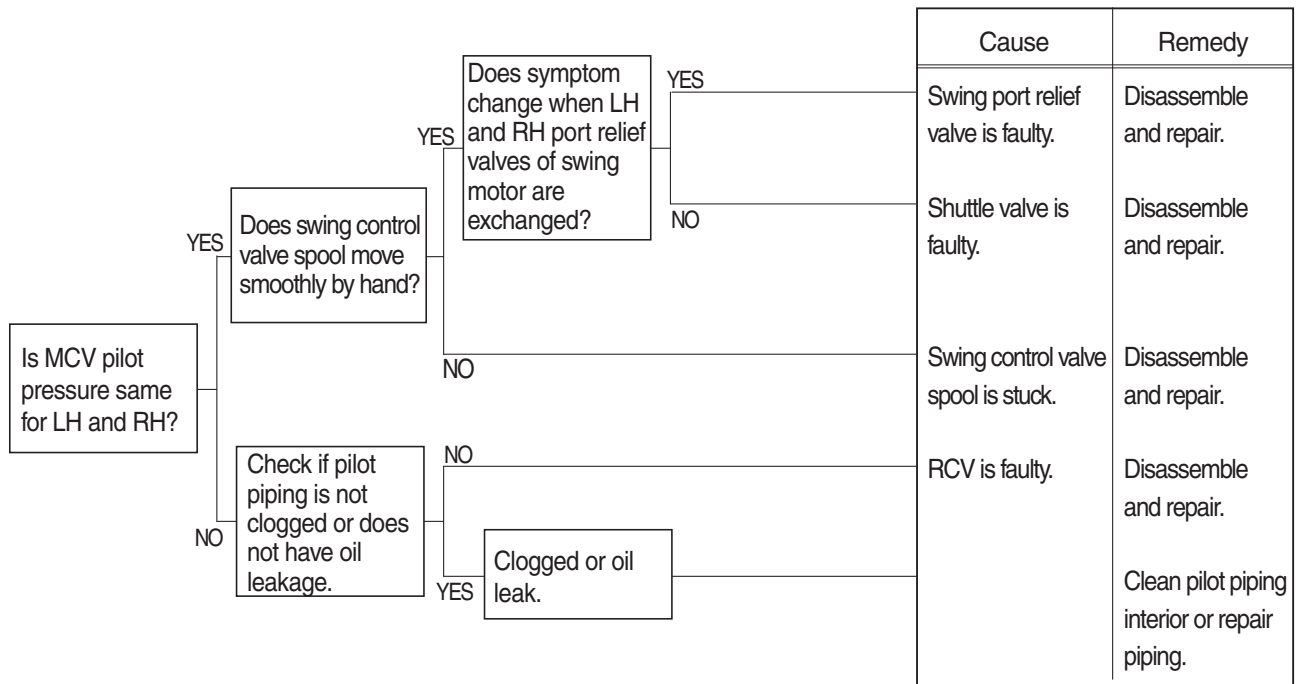 Is MCV pilot
pressure same
for LH and RH?
YES
Does swing control
valve spool move
smoothly by hand?
YES
Does symptom
change when LH
and RH port relief
valves of swing
motor are
exchanged?
YES
NO
NO
NO
Check if pilot
piping is not
clogged or does
not have oil
leakage.
NO
YES
Clogged or oil
leak.
Cause
Remedy
Swing port relief
valve is faulty.
Disassemble
and repair.
Shuttle valve is
faulty.
Disassemble
and repair.
Swing control valve
spool is stuck.
Disassemble
and repair.
RCV is faulty.
Disassemble
and repair.
Clean pilot piping
interior or repair
piping.